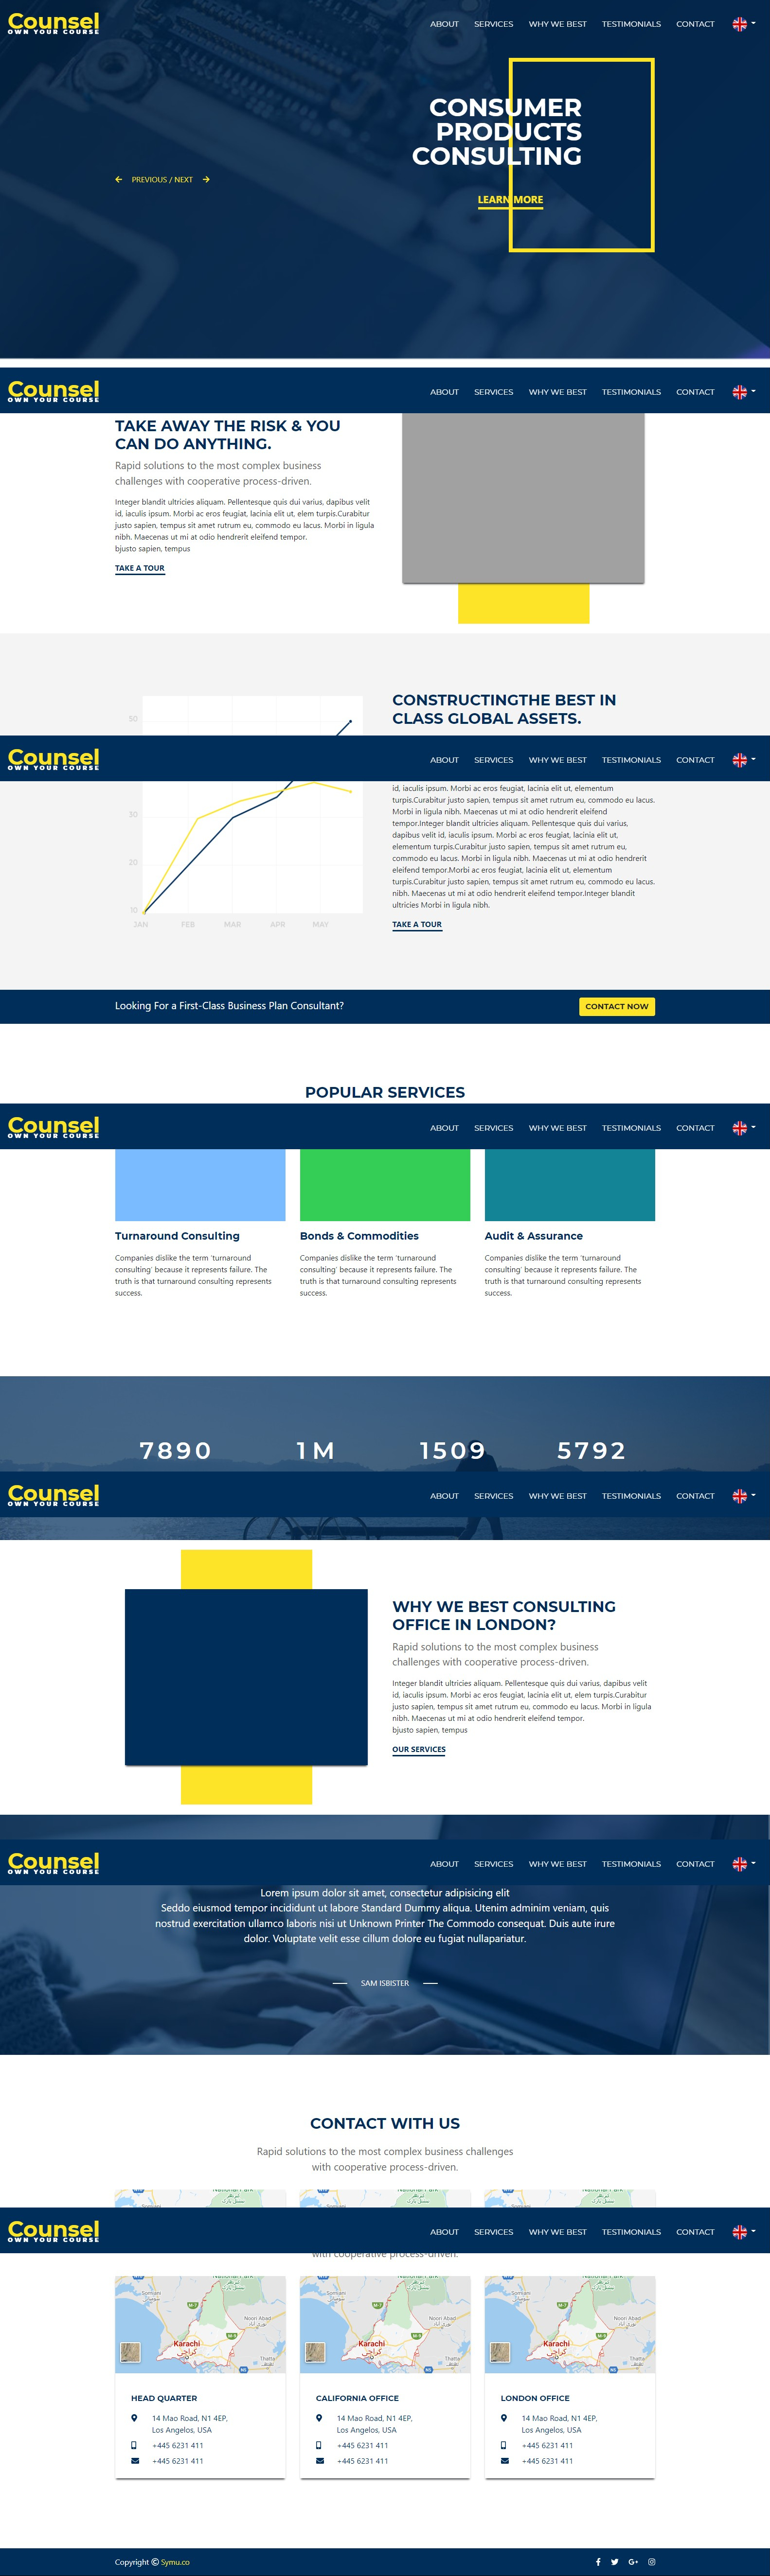 Counsel
OWN YOUR COURSE
ABOUT SERVICES WHY WE BEST TESTIMONIALS CONTACT
CONSUMER
PRODUCTS
CONSULTING
PREVIOUS / NEXT
LEARN MORE
Counsel
OWN YOUR COURSE
ABOUT SERVICES WHY WE BEST TESTIMONIALS CONTACT
TAKE AWAY THE RISK & YOU
CAN DO ANYTHING.
Rapid solutions to the most complex business
challenges with cooperative process-driven.
Integer blandit ultricies aliquam. Pellentesque quis dui varius, dapibus velit
id, iaculis ipsum. Morbi ac eros feugiat, lacinia elit ut, elem turpis.Curabitur
justo sapien, tempus sit amet rutrum eu, commodo eu lacus. Morbi in ligula
nibh. Maecenas ut mi at odio hendrerit eleifend tempor.
bjusto sapien, tempus
TAKE A TOUR
CONSTRUCTINGTHE BEST IN
CLASS GLOBAL ASSETS.
50
Counsel
OWN YOUR COURSE
ABOUT SERVICES WHY WE BEST TESTIMONIALS CONTACT
50
20
10
JAN FEB MAR APR MAY
id, iaculis ipsum. Morbi ac eros feugiat, lacinia elit ut, elementum
turpis.Curabitur justo sapien, tempus sit amet rutrum eu, commodo eu lacus.
Morbi in ligula nibh. Maecenas ut mi at odio hendrerit eleifend
tempor.Integer blandit ultricies aliquam. Pellentesque quis dui varius,
dapibus velit id, iaculis ipsum. Morbi ac eros feugiat, lacinia elit ut,
elementum turpis.Curabitur justo sapien, tempus sit amet rutrum eu,
commodo eu lacus. Morbi in ligula nibh. Maecenas ut mi at odio hendrerit
eleifend tempor.Morbi ac eros feugiat, lacinia elit ut, elementum
turpis.Curabitur justo sapien, tempus sit amet rutrum eu, commodo eu lacus.
nibh. Maecenas ut mi at odio hendrerit eleifend tempor.Integer blandit
ultricies Morbi in ligula nibh.
TAKE A TOUR
Looking For a First-Class Business Plan Consultant?
CONTACT NOW
POPULAR SERVICES
Counsel
OWN YOUR COURSE
ABOUT SERVICES WHY WE BEST TESTIMONIALS CONTACT
Turnaround Consulting
Companies dislike the term ‘turnaround
consulting’ because it represents failure. The
truth is that turnaround consulting represents
success.
Bonds & Commodities
Companies dislike the term ‘turnaround
consulting’ because it represents failure. The
truth is that turnaround consulting represents
success.
Audit & Assurance
Companies dislike the term ‘turnaround
consulting’ because it represents failure. The
truth is that turnaround consulting represents
success.
7890 1M 1509 5792
Counsel
OWN YOUR COURSE
ABOUT SERVICES WHY WE BEST TESTIMONIALS CONTACT
WHY WE BEST CONSULTING
OFFICE IN LONDON?
Rapid solutions to the most complex business
challenges with cooperative process-driven.
Integer blandit ultricies aliquam. Pellentesque quis dui varius, dapibus velit
id, iaculis ipsum. Morbi ac eros feugiat, lacinia elit ut, elem turpis.Curabitur
justo sapien, tempus sit amet rutrum eu, commodo eu lacus. Morbi in ligula
nibh. Maecenas ut mi at odio hendrerit eleifend tempor.
bjusto sapien, tempus
OUR SERVICES
Counsel
OWN YOUR COURSE
ABOUT SERVICES WHY WE BEST TESTIMONIALS CONTACT
Lorem ipsum dolor sit amet, consectetur adipisicing elit
Seddo eiusmod tempor incididunt ut labore Standard Dummy aliqua. Utenim adminim veniam, quis
nostrud exercitation ullamco laboris nisi ut Unknown Printer The Commodo consequat. Duis aute irure
dolor. Voluptate velit esse cillum dolore eu fugiat nullapariatur.
SAM ISBISTER
CONTACT WITH US
Rapid solutions to the most complex business challenges
with cooperative process-driven.
Counsel
OWN YOUR COURSE
ABOUT SERVICES WHY WE BEST TESTIMONIALS CONTACT
with cooperative process-driven.
Karachi
كراچى
Noori Abad
Thatta
Karachi
كراچى
Noori Abad
Thatta
Karachi
كراچى
Noori Abad
Thatta
HEAD QUARTER
14 Mao Road, N1 4EP,
Los Angelos, USA
+445 6231 411
+445 6231 411
CALIFORNIA OFFICE
14 Mao Road, N1 4EP,
Los Angelos, USA
+445 6231 411
+445 6231 411
LONDON OFFICE
14 Mao Road, N1 4EP,
Los Angelos, USA
+445 6231 411
+445 6231 411
Copyright © Symu.co